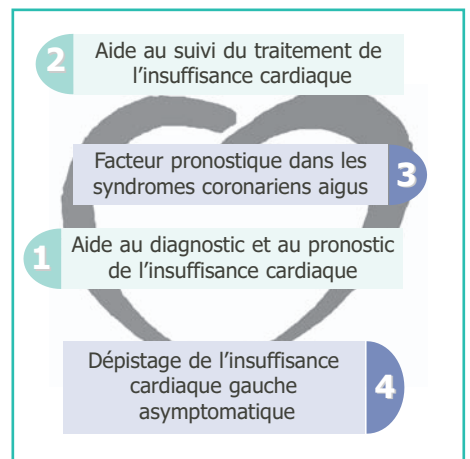 2
Aide au suivi du traitement de
l'insuffisance cardiaque
Facteur pronostique dans les
syndromes coronariens aigus
3
1
Aide au diagnostic et au pronostic
de l'insuffisance cardiaque
Dépistage de l'insuffisance
cardiaque gauche
asymptomatique
4